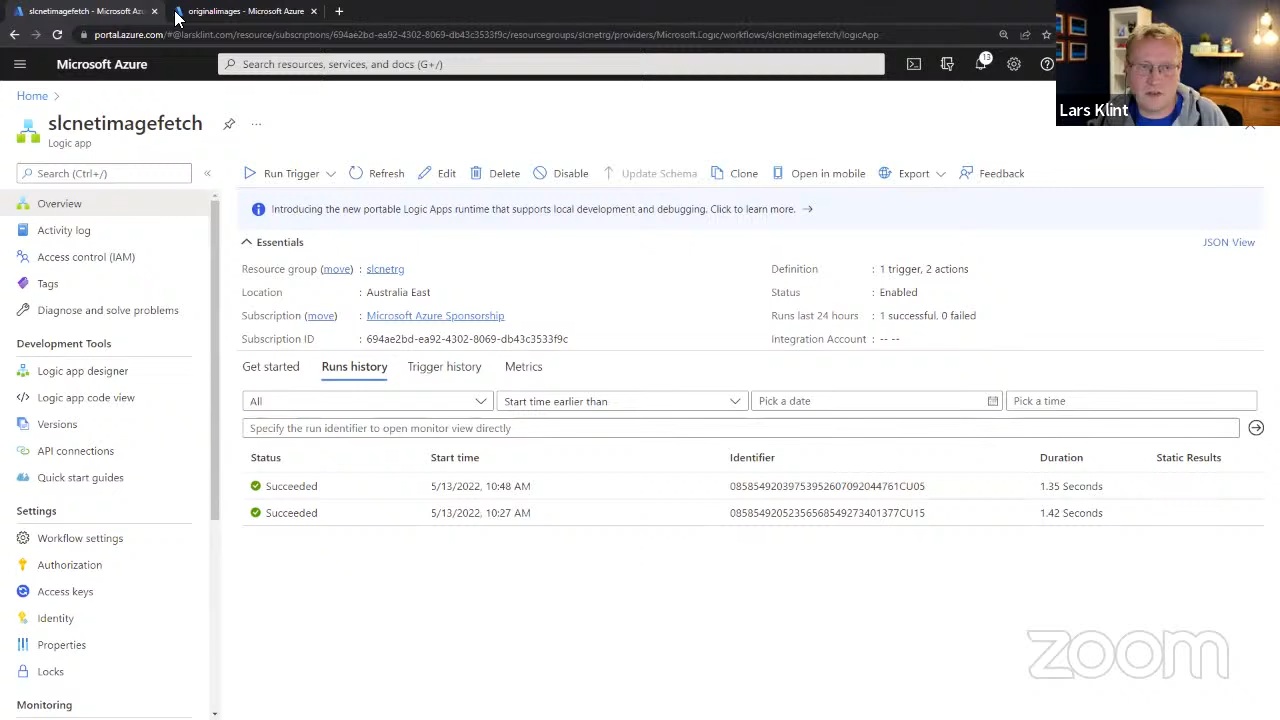 slcnetimagefetch - Microsoft Azu
originalimages - Microsoft Azure
portal.azure.com/#@larsklint.com/resource/subscriptions/694ae2bd-ea92-4302-8069-db43c3533f9c/resourcegroups/slcnetrg/providers/Microsoft.Logic/workflows/slcnetimagefetch/logicApp
Microsoft Azure
Search resources, services, and docs (G+/)
13
Lars Klint
Home
slcnetimagefetch
Logic app
Search (Ctrl+/)
Run Trigger
Refresh
Edit
Delete
Disable
Update Schema
Clone
Open in mobile
Export
Feedback
Overview
Activity log
Access control (IAM)
Tags
Diagnose and solve problems
Development Tools
Logic app designer
Logic app code view
Versions
API connections
Quick start guides
Settings
Workflow settings
Authorization
Access keys
Identity
Properties
Locks
Monitoring
Introducing the new portable Logic Apps runtime that supports local development and debugging. Click to learn more.
Essentials
JSON View
Resource group (move) : slcnetrg
Location : Australia East
Subscription (move) : Microsoft Azure Sponsorship
Subscription ID : 694ae2bd-ea92-4302-8069-db43c3533f9c
Definition : 1 trigger, 2 actions
Status : Enabled
Runs last 24 hours : 1 successful, 0 failed
Integration Account : -- --
Get started Runs history Trigger history Metrics
All
Start time earlier than
Pick a date
Pick a time
Specify the run identifier to open monitor view directly
Status Start time Identifier Duration Static Results
Succeeded 5/13/2022, 10:48 AM 08585492039753952607092044761CU05 1.35 Seconds
Succeeded 5/13/2022, 10:27 AM 08585492052356568549273401377CU15 1.42 Seconds
zoom